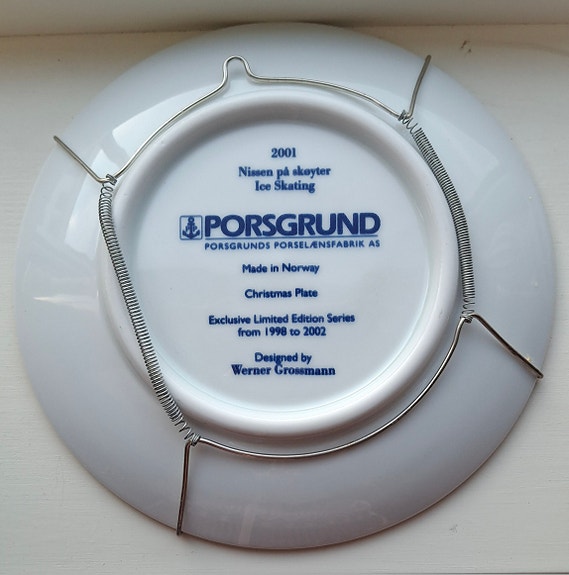 2001
Nissen på skøyter
Ice Skating
PORSGRUND
PORSGRUNDS PORSELÆNSFABRIK AS
Made in Norway
Christmas Plate
Exclusive Limited Edition Series
from 1998 to 2002
Designed by
Werner Grossmann